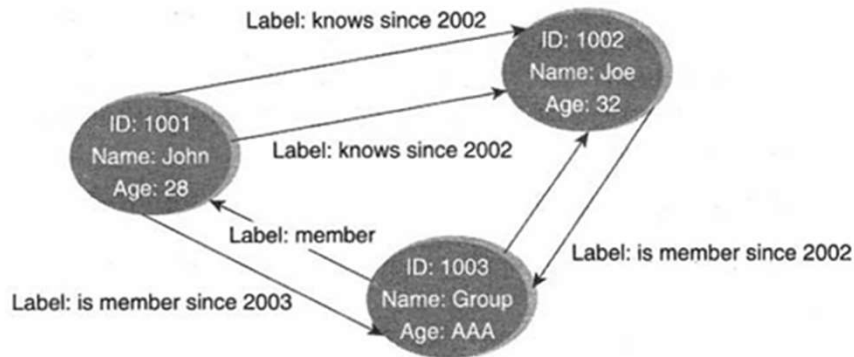 Label: knows since 2002
ID: 1002
Name: Joe
Age: 32
ID: 1001
Name: John
Age: 28
Label: knows since 2002
Label: member
Label: is member since 2002
ID: 1003
Name: Group
Age: AAA
Label: is member since 2003